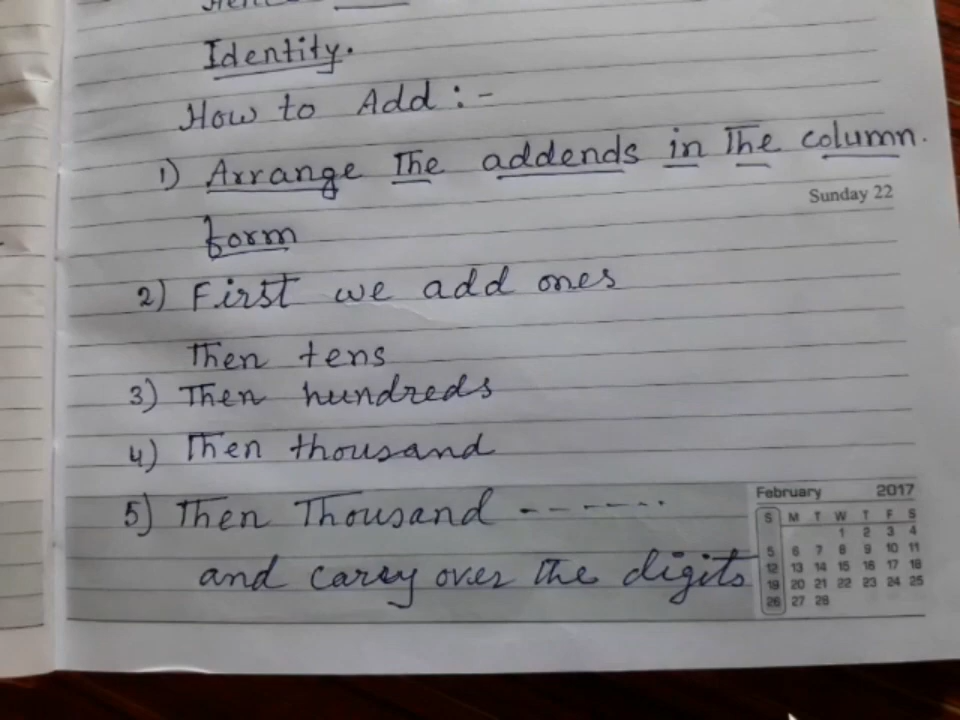 Identity.
How to Add :-
1) Arrange The addends in The column.
Sunday 22
form
2) First we add ones
Then tens
3) Then hundreds
4) Then thousand
5) Then Thousand -------
and carry over the digits
February 2017
S M T W T F S
1 2 3 4
5 6 7 8 9 10 11
12 13 14 15 16 17 18
19 20 21 22 23 24 25
26 27 28